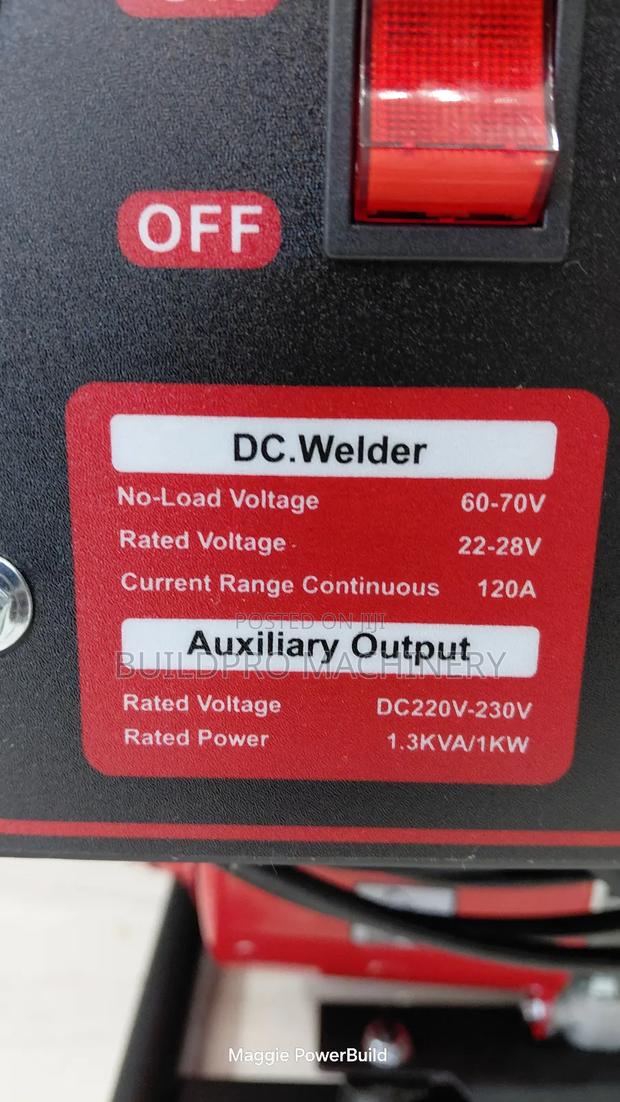 OFF
DC.Welder
No-Load Voltage 60-70V
Rated Voltage 22-28V
Current Range Continuous 120A
POSTED ON JIJI
Auxiliary Output
BUILDPRO MACHINERY
Rated Voltage DC220V-230V
Rated Power 1.3KVA/1KW
Maggie PowerBuild